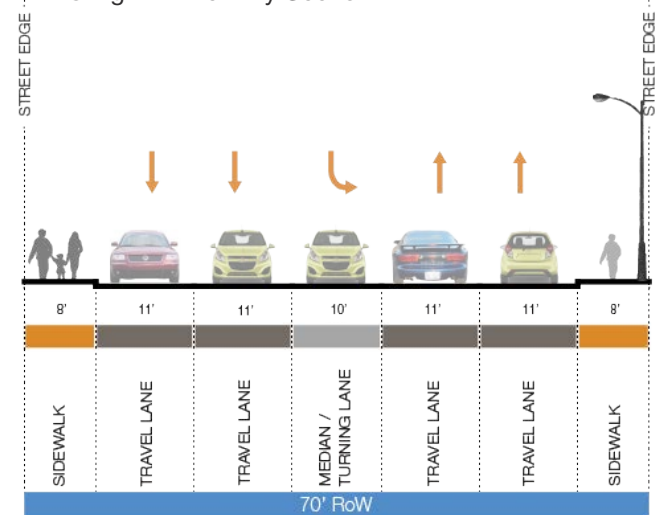 STREET EDGE
STREET EDGE
8'
11'
11'
10'
11'
11'
8'
SIDEWALK
TRAVEL LANE
TRAVEL LANE
MEDIAN /
TURNING LANE
TRAVEL LANE
TRAVEL LANE
SIDEWALK
70' RoW